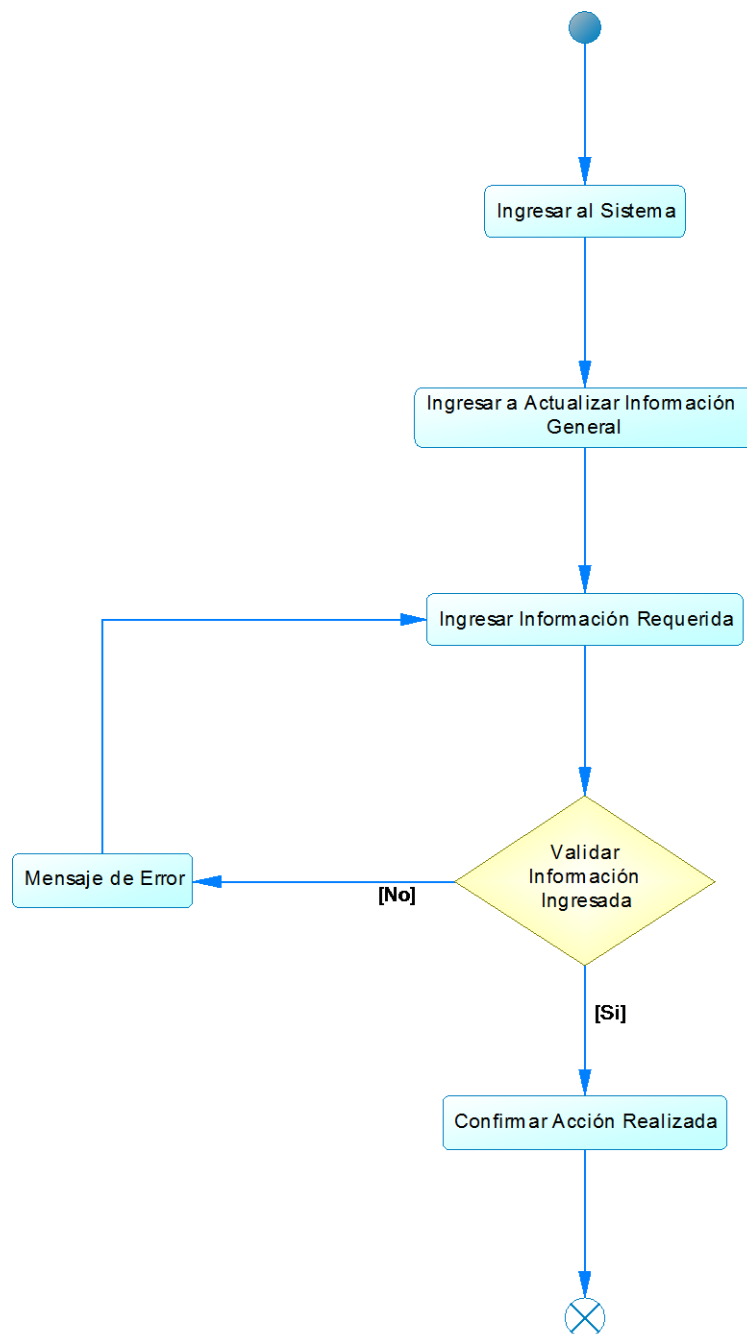 Ingresar al Sistema
Ingresar a Actualizar Información
General
Ingresar Información Requerida
Validar
Información
Ingresada
Mensaje de Error
[No]
[Si]
Confirmar Acción Realizada